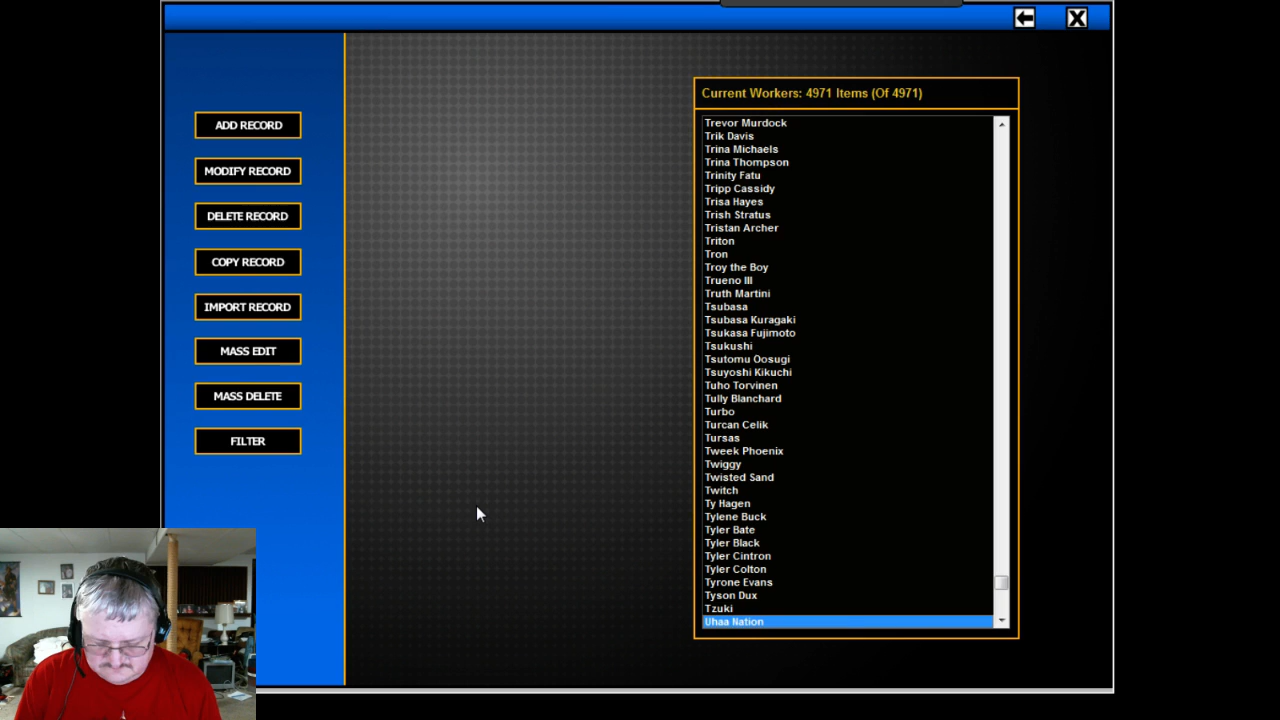 Current Workers: 4971 Items (Of 4971)
ADD RECORD
MODIFY RECORD
DELETE RECORD
COPY RECORD
IMPORT RECORD
MASS EDIT
MASS DELETE
FILTER
Trevor Murdock
Trik Davis
Trina Michaels
Trina Thompson
Trinity Fatu
Tripp Cassidy
Trisa Hayes
Trish Stratus
Tristan Archer
Triton
Tron
Troy the Boy
Trueno III
Truth Martini
Tsubasa
Tsubasa Kuragaki
Tsukasa Fujimoto
Tsukushi
Tsutomu Oosugi
Tsuyoshi Kikuchi
Tuho Torvinen
Tully Blanchard
Turbo
Turcan Celik
Tursas
Tweek Phoenix
Twiggy
Twisted Sand
Twitch
Ty Hagen
Tylene Buck
Tyler Bate
Tyler Black
Tyler Cintron
Tyler Colton
Tyrone Evans
Tyson Dux
Tzuki
Uhaa Nation